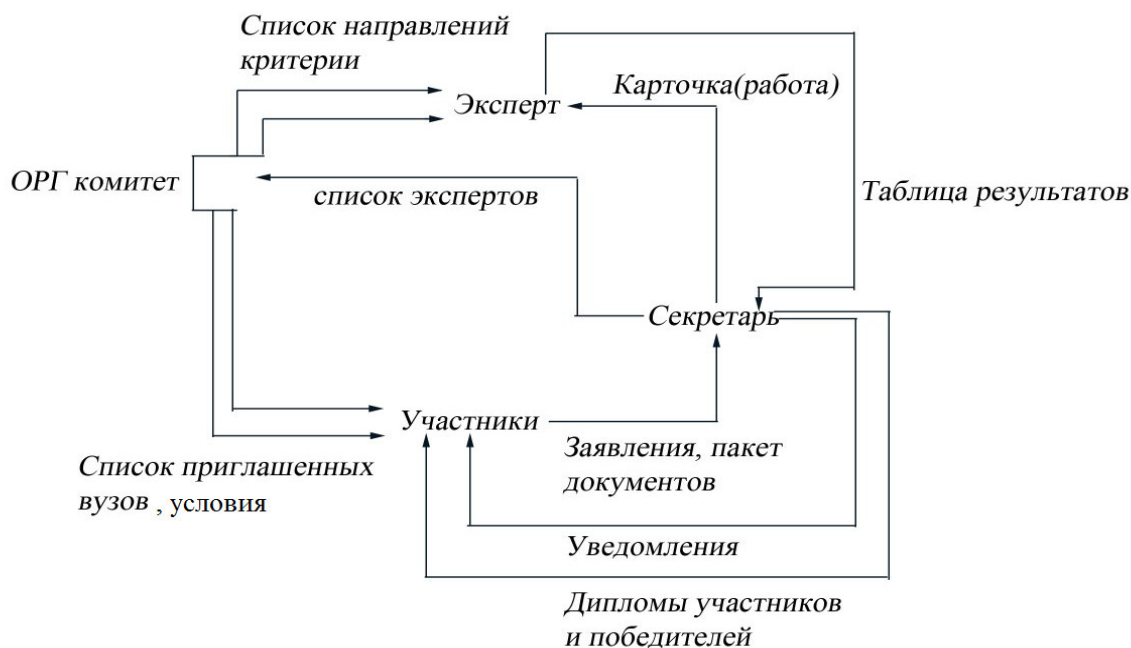 Список направлений
критерии
Эксперт
Карточка(работа)
ОРГ комитет
список экспертов
Таблица результатов
Секретарь
Участники
Заявления, пакет
документов
Список приглашенных
вузов , условия
Уведомления
Дипломы участников
и победителей